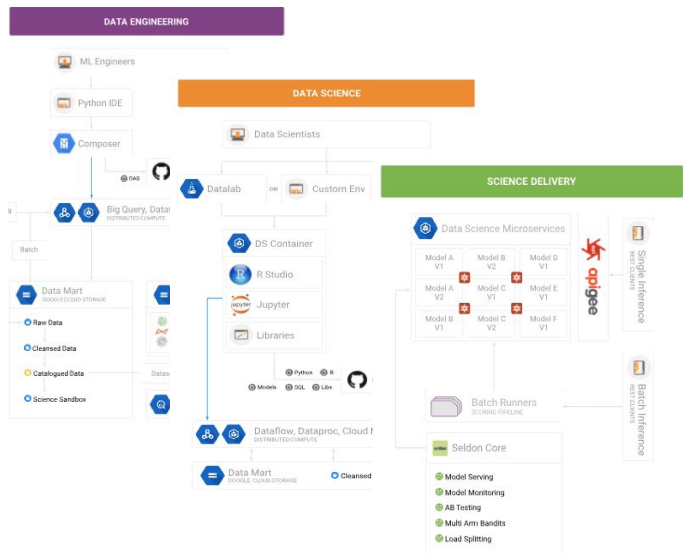 DATA ENGINEERING
ML Engineers
Python IDE
Composer
DAG
Big Query, Dataf
DISTRIBUTED COMPUTE
Batch
Data Mart
GOOGLE CLOUD STORAGE
Raw Data
Cleansed Data
Catalogued Data
Science Sandbox
Datase
DATA SCIENCE
Data Scientists
Datalab
OR
Custom Env
DS Container
R Studio
Jupyter
Libraries
Python
R
Models
SQL
Libs
Dataflow, Dataproc, Cloud M
DISTRIBUTED COMPUTE
Data Mart
GOOGLE CLOUD STORAGE
Cleansed
SCIENCE DELIVERY
Data Science Microservices
Model A
V1
Model B
V2
Model D
V1
Model A
V2
Model C
V1
Model E
V1
Model B
V1
Model C
V2
Model F
V1
apigee
Single Inference
REST CLIENTS
Batch Runners
SCORING-PIPELINE
Batch Inference
REST CLIENTS
Seldon Core
Model Serving
Model Monitoring
AB Testing
Multi Arm Bandits
Load Splitting